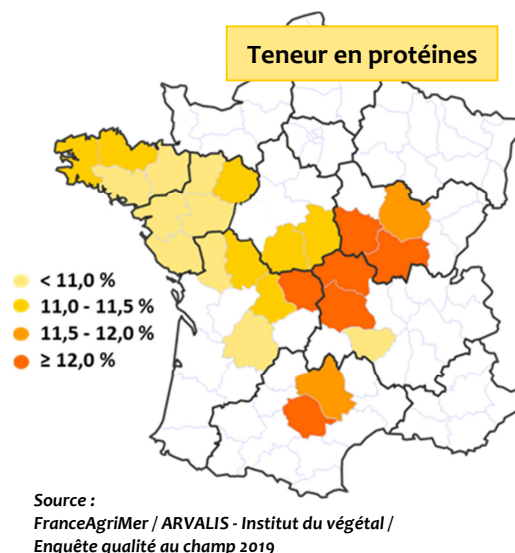 Teneur en protéines
< 11,0 %
11,0 - 11,5 %
11,5 - 12,0 %
≥ 12,0 %
Source :
FranceAgriMer / ARVALIS - Institut du végétal /
Enquête qualité au champ 2019